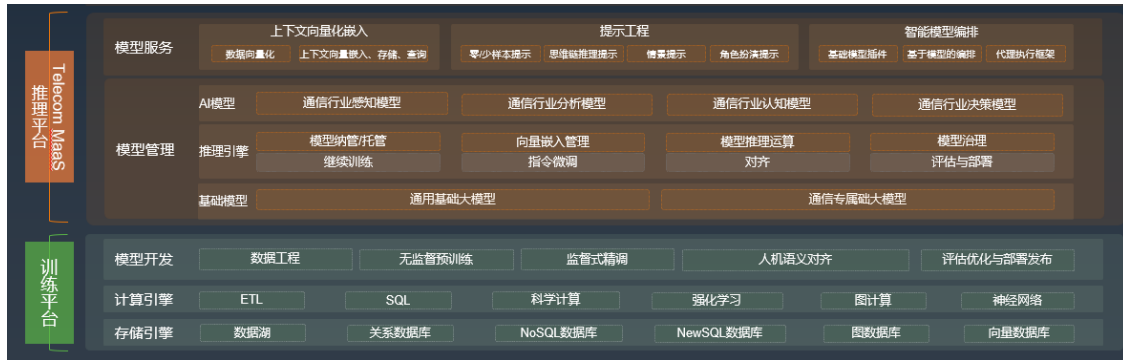 Telecom MaaS
推理平台
模型服务
上下文向量化嵌入
数据向量化
上下文向量嵌入、存储、查询
提示工程
零/少样本提示
思维链推理提示
情景提示
角色扮演提示
智能模型编排
基础模型插件
基于模型的编排
代理执行框架
模型管理
AI模型
通信行业感知模型
通信行业分析模型
通信行业认知模型
通信行业决策模型
推理引擎
模型纳管/托管
向量嵌入管理
模型推理运算
模型治理
继续训练
指令微调
对齐
评估与部署
基础模型
通用基础大模型
通信专属础大模型
训练平台
模型开发
数据工程
无监督预训练
监督式精调
人机语义对齐
评估优化与部署发布
计算引擎
ETL
SQL
科学计算
强化学习
图计算
神经网络
存储引擎
数据湖
关系数据库
NoSQL数据库
NewSQL数据库
图数据库
向量数据库